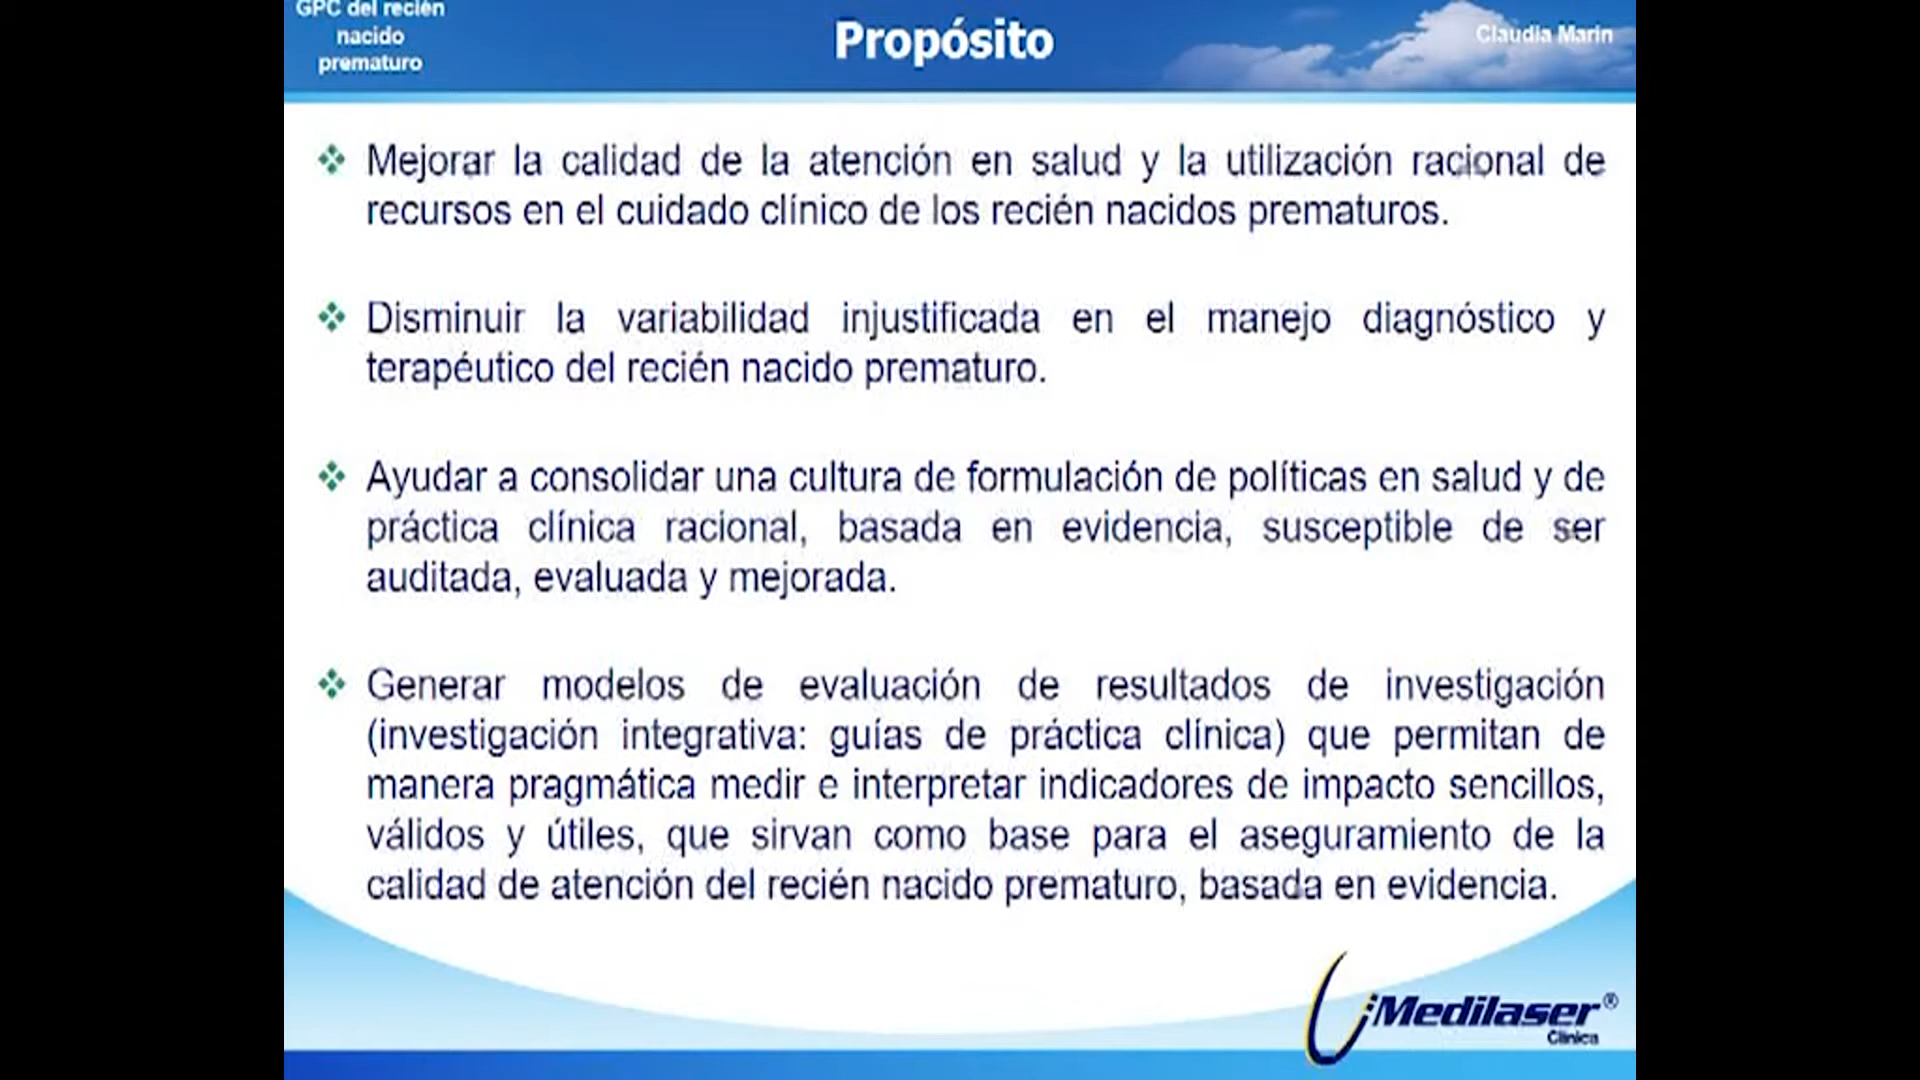 GPC del recién
nacido
prematuro
Propósito
Claudia Marin
Mejorar la calidad de la atención en salud y la utilización racional de
recursos en el cuidado clínico de los recién nacidos prematuros.
Disminuir la variabilidad injustificada en el manejo diagnóstico y
terapéutico del recién nacido prematuro.
Ayudar a consolidar una cultura de formulación de políticas en salud y de
práctica clínica racional, basada en evidencia, susceptible de ser
auditada, evaluada y mejorada.
Generar modelos de evaluación de resultados de investigación
(investigación integrativa: guías de práctica clínica) que permitan de
manera pragmática medir e interpretar indicadores de impacto sencillos,
válidos y útiles, que sirvan como base para el aseguramiento de la
calidad de atención del recién nacido prematuro, basada en evidencia.
Medilaser®
Clínica